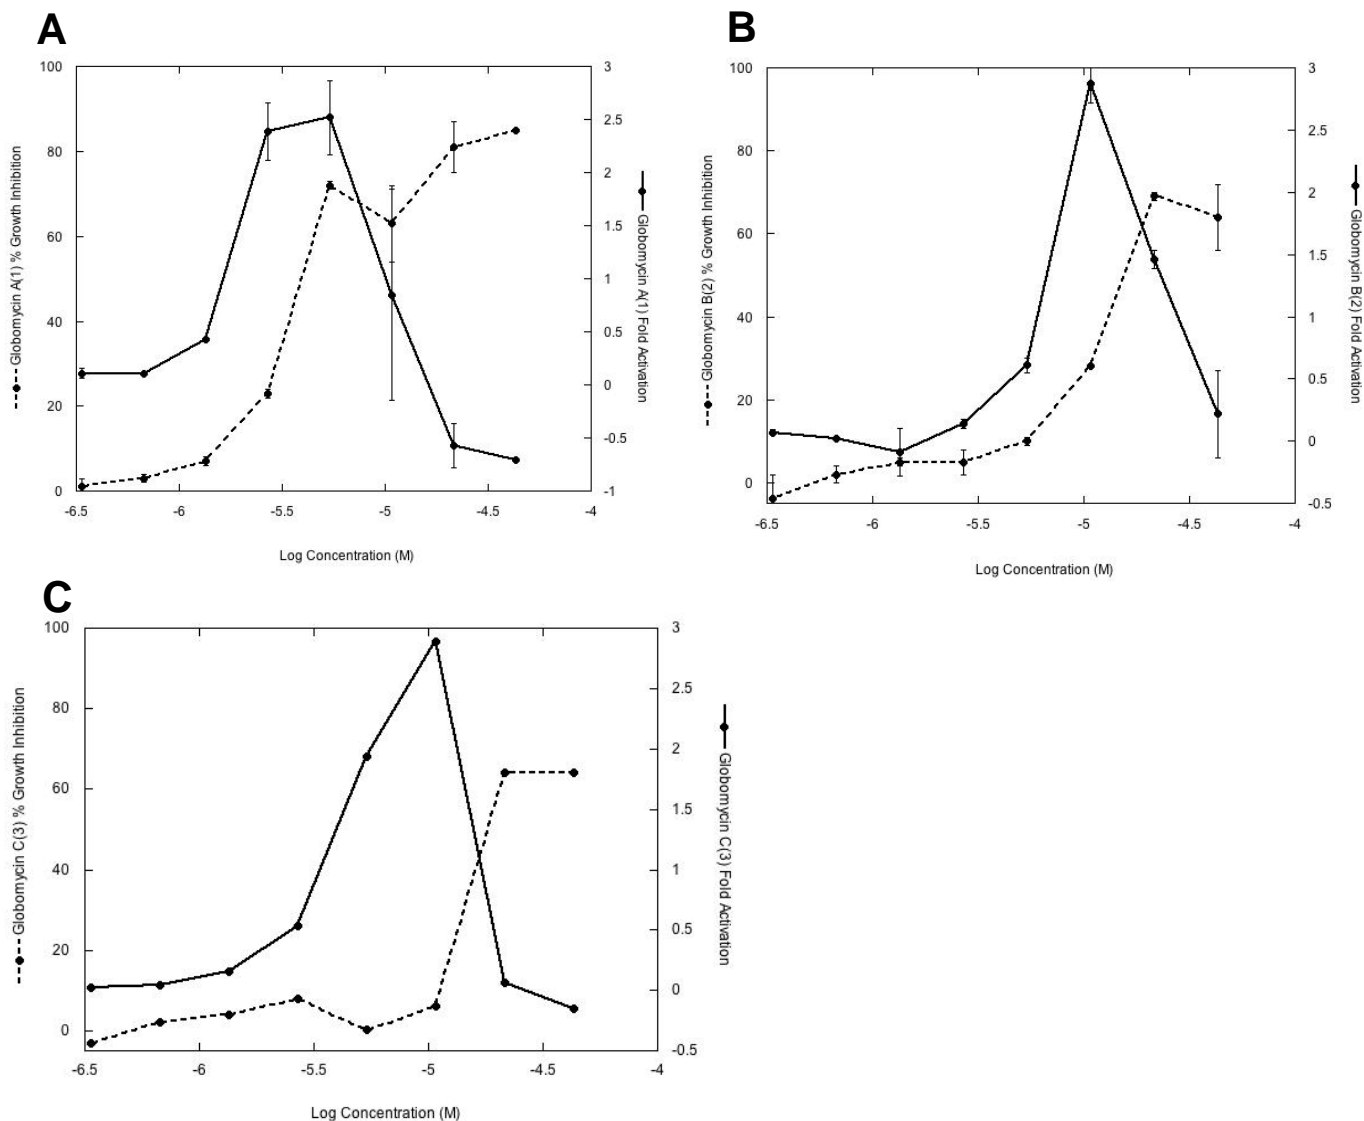 A
100
80
60
40
20
0
Globomycin A(1) % Growth Inhibition
3
2.5
2
1.5
1
0.5
0
-0.5
-1
Globomycin A(1) Fold Activation
-6.5 -6 -5.5 -5 -4.5 -4
Log Concentration (M)
B
100
80
60
40
20
0
Globomycin B(2) % Growth Inhibition
3
2.5
2
1.5
1
0.5
0
-0.5
Globomycin B(2) Fold Activation
-6.5 -6 -5.5 -5 -4.5 -4
Log Concentration (M)
C
100
80
60
40
20
0
Globomycin C(3) % Growth Inhibition
3
2.5
2
1.5
1
0.5
0
-0.5
Globomycin C(3) Fold Activation
-6.5 -6 -5.5 -5 -4.5 -4
Log Concentration (M)